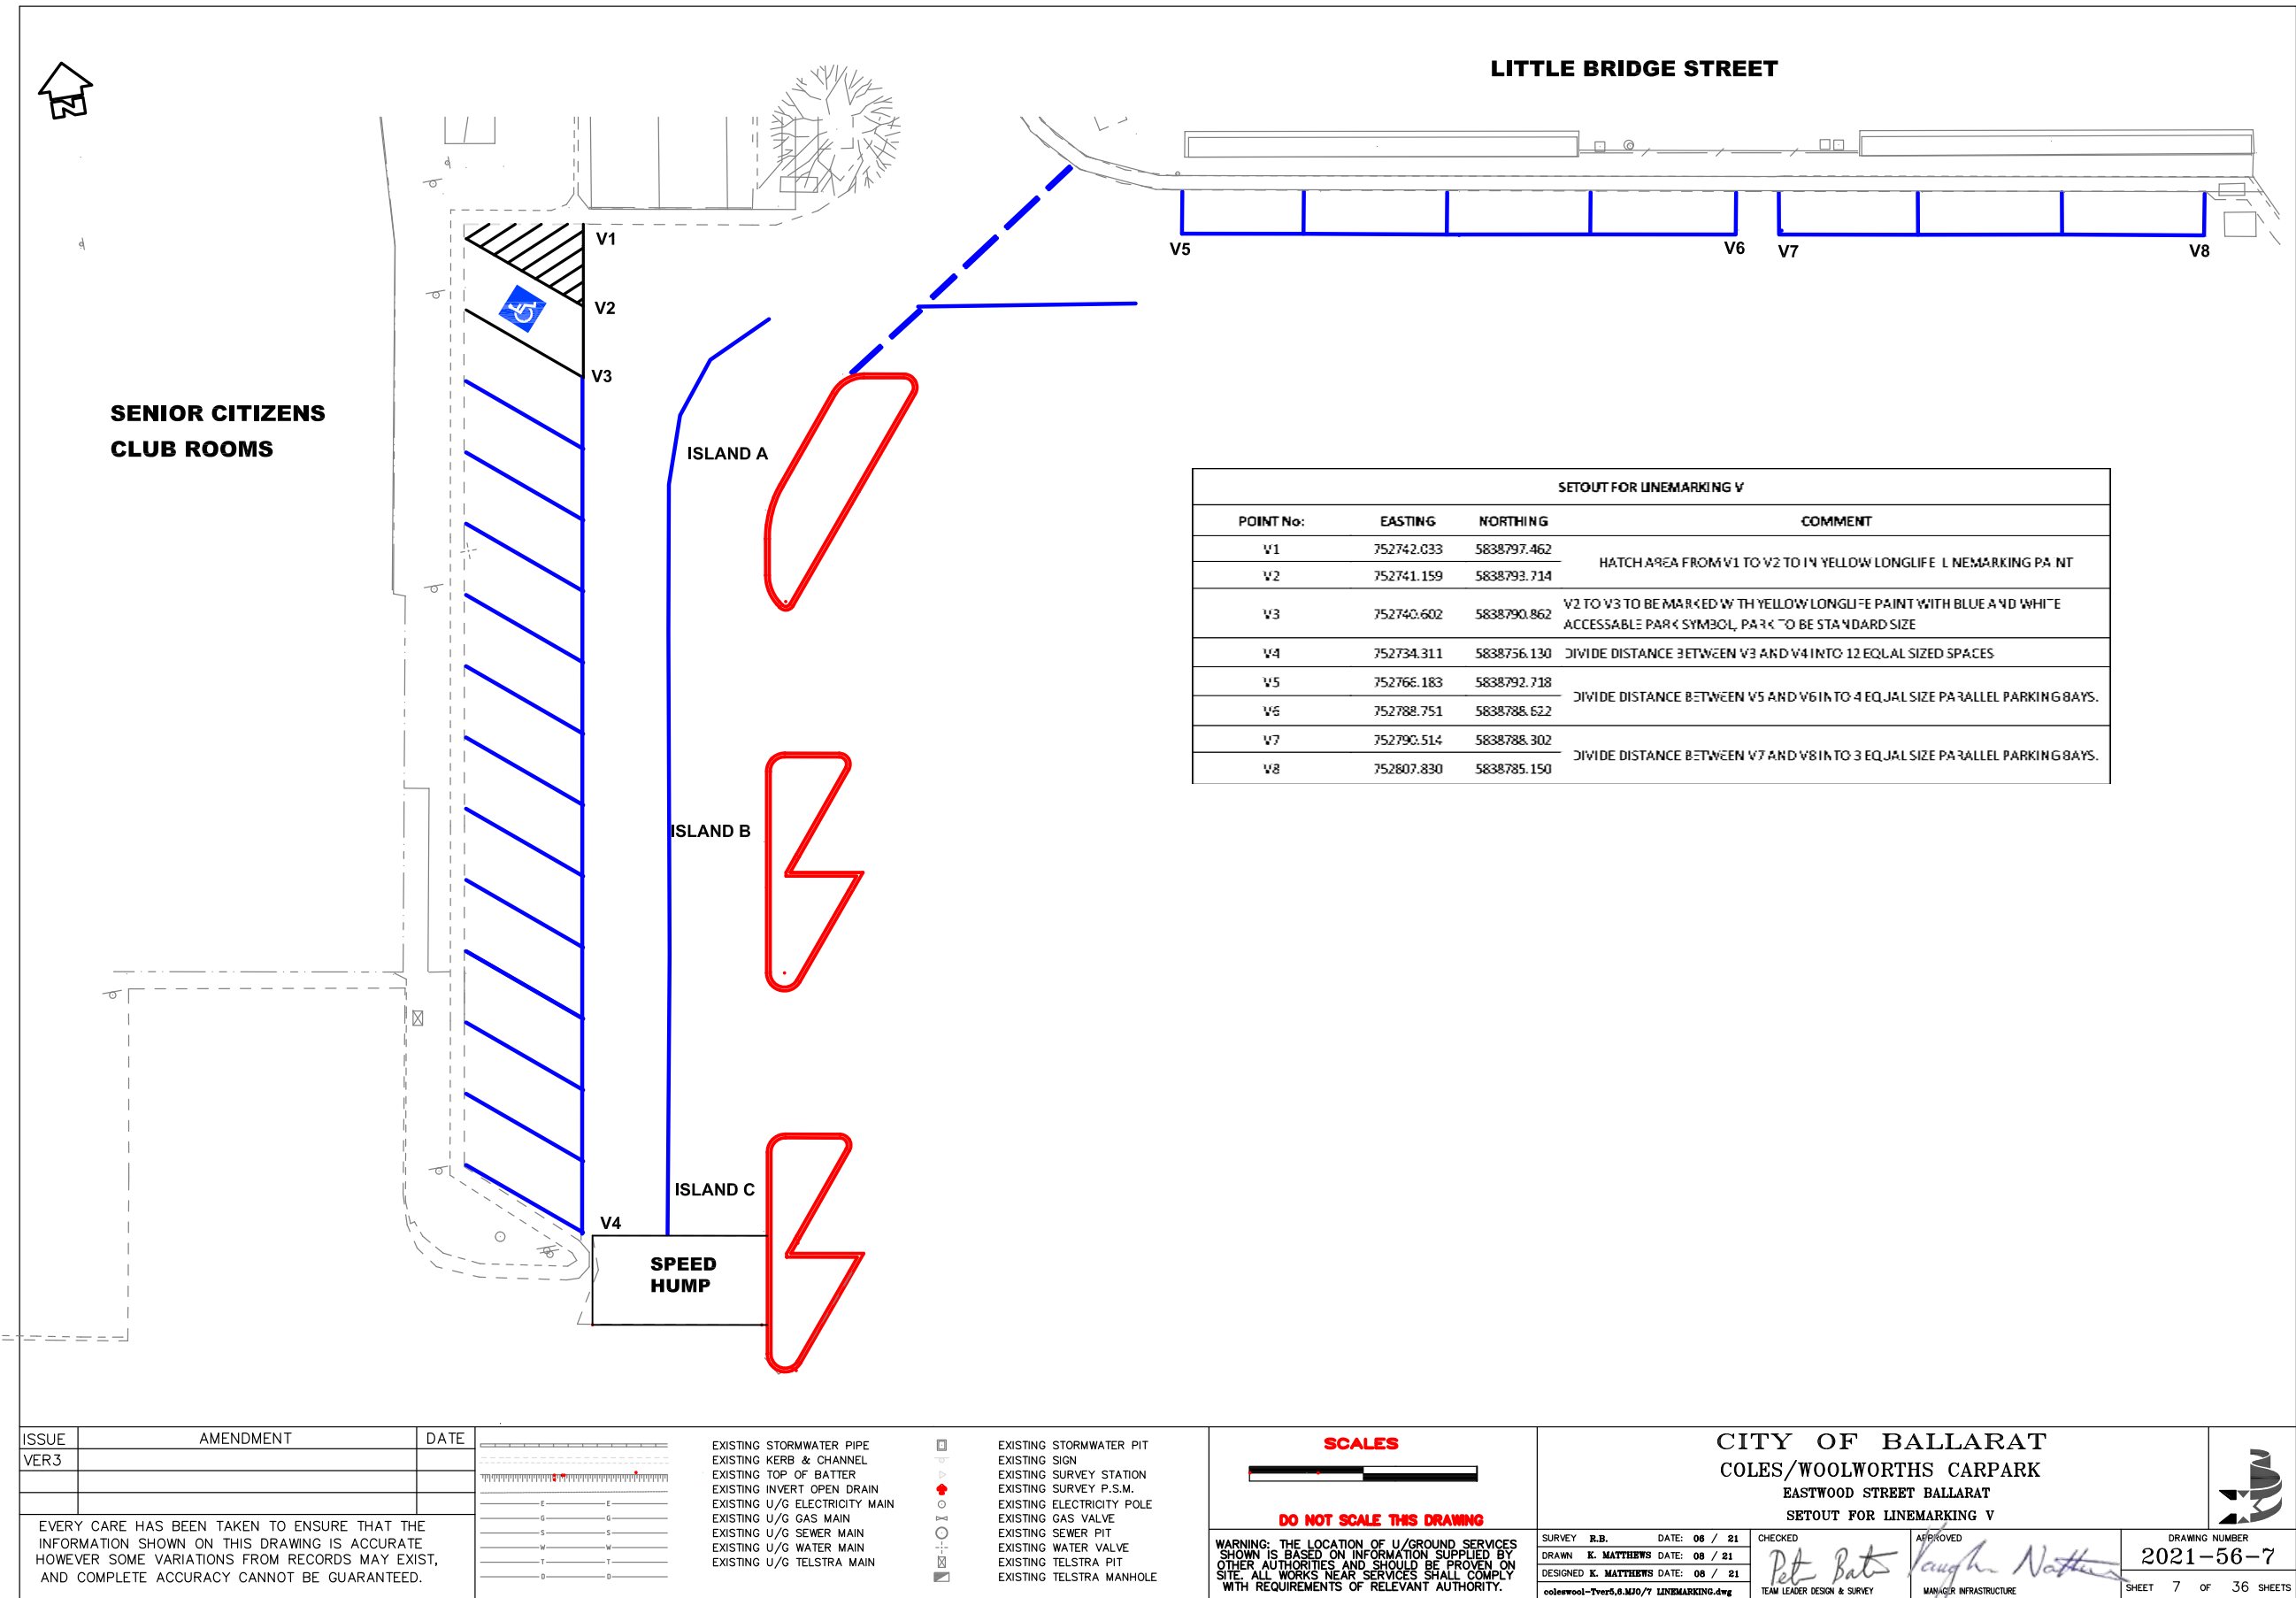 LITTLE BRIDGE STREET
N
V1
V2
V3
V5
V6
V7
V8
SENIOR CITIZENS
CLUB ROOMS
ISLAND A
ISLAND B
ISLAND C
V4
SPEED
HUMP
SETOUT FOR LINEMARKING V
POINT No: EASTING NORTHING COMMENT
V1 752742.033 5838797.462
HATCH AREA FROM V1 TO V2 TO IN YELLOW LONGLIFE LINEMARKING PAINT
V2 752741.159 5838793.714
V3 752740.602 5838790.862 V2 TO V3 TO BE MARKED WITH YELLOW LONGLIFE PAINT WITH BLUE AND WHITE
ACCESSABLE PARK SYMBOL, PARK TO BE STANDARD SIZE
V4 752734.311 5838756.130 DIVIDE DISTANCE BETWEEN V3 AND V4 INTO 12 EQUAL SIZED SPACES
V5 752766.183 5838792.718
DIVIDE DISTANCE BETWEEN V5 AND V6 INTO 4 EQUAL SIZE PARALLEL PARKING BAYS.
V6 752788.751 5838788.622
V7 752790.514 5838788.302
DIVIDE DISTANCE BETWEEN V7 AND V8 INTO 3 EQUAL SIZE PARALLEL PARKING BAYS.
V8 752807.830 5838785.150
ISSUE AMENDMENT DATE
VER3
EVERY CARE HAS BEEN TAKEN TO ENSURE THAT THE
INFORMATION SHOWN ON THIS DRAWING IS ACCURATE
HOWEVER SOME VARIATIONS FROM RECORDS MAY EXIST,
AND COMPLETE ACCURACY CANNOT BE GUARANTEED.
EXISTING STORMWATER PIPE
EXISTING KERB & CHANNEL
EXISTING TOP OF BATTER
EXISTING INVERT OPEN DRAIN
E E EXISTING U/G ELECTRICITY MAIN
G G EXISTING U/G GAS MAIN
S S EXISTING U/G SEWER MAIN
W W EXISTING U/G WATER MAIN
T T EXISTING U/G TELSTRA MAIN
D D
EXISTING STORMWATER PIT
EXISTING SIGN
EXISTING SURVEY STATION
EXISTING SURVEY P.S.M.
EXISTING ELECTRICITY POLE
EXISTING GAS VALVE
EXISTING SEWER PIT
EXISTING WATER VALVE
EXISTING TELSTRA PIT
EXISTING TELSTRA MANHOLE
SCALES
DO NOT SCALE THIS DRAWING
WARNING: THE LOCATION OF U/GROUND SERVICES
SHOWN IS BASED ON INFORMATION SUPPLIED BY
OTHER AUTHORITIES AND SHOULD BE PROVEN ON
SITE. ALL WORKS NEAR SERVICES SHALL COMPLY
WITH REQUIREMENTS OF RELEVANT AUTHORITY.
CITY OF BALLARAT
COLES/WOOLWORTHS CARPARK
EASTWOOD STREET BALLARAT
SETOUT FOR LINEMARKING V
SURVEY R.B. DATE: 06 / 21
DRAWN K. MATTHEWS DATE: 08 / 21
DESIGNED K. MATTHEWS DATE: 08 / 21
coleswool-Tver5,6.MJO/7 LINEMARKING.dwg
CHECKED
TEAM LEADER DESIGN & SURVEY
APPROVED
MANAGER INFRASTRUCTURE
DRAWING NUMBER
2021-56-7
SHEET 7 OF 36 SHEETS